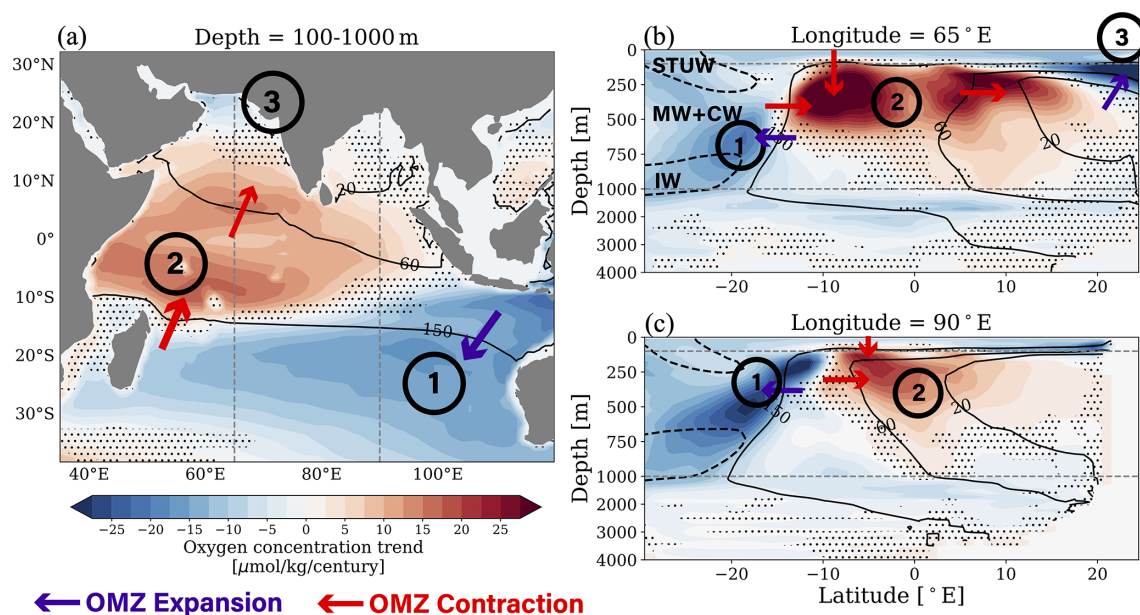 (a)
Depth = 100-1000 m
30°N
20°N
10°N
0°
10°S
20°S
30°S
40°E
60°E
80°E
100°E
3
2
1
20
60
150
−25
−20
−15
−10
−5
0
5
10
15
20
25
Oxygen concentration trend
[μmol/kg/century]
OMZ Expansion
OMZ Contraction
(b)
Longitude = 65°E
3
0
250
500
750
1000
2000
3000
4000
Depth [m]
STUW
MW+CW
IW
1
2
150
60
20
−20
−10
0
10
20
(c)
Longitude = 90°E
0
250
500
750
1000
2000
3000
4000
Depth [m]
1
2
150
60
20
−20
−10
0
10
20
Latitude [°E]